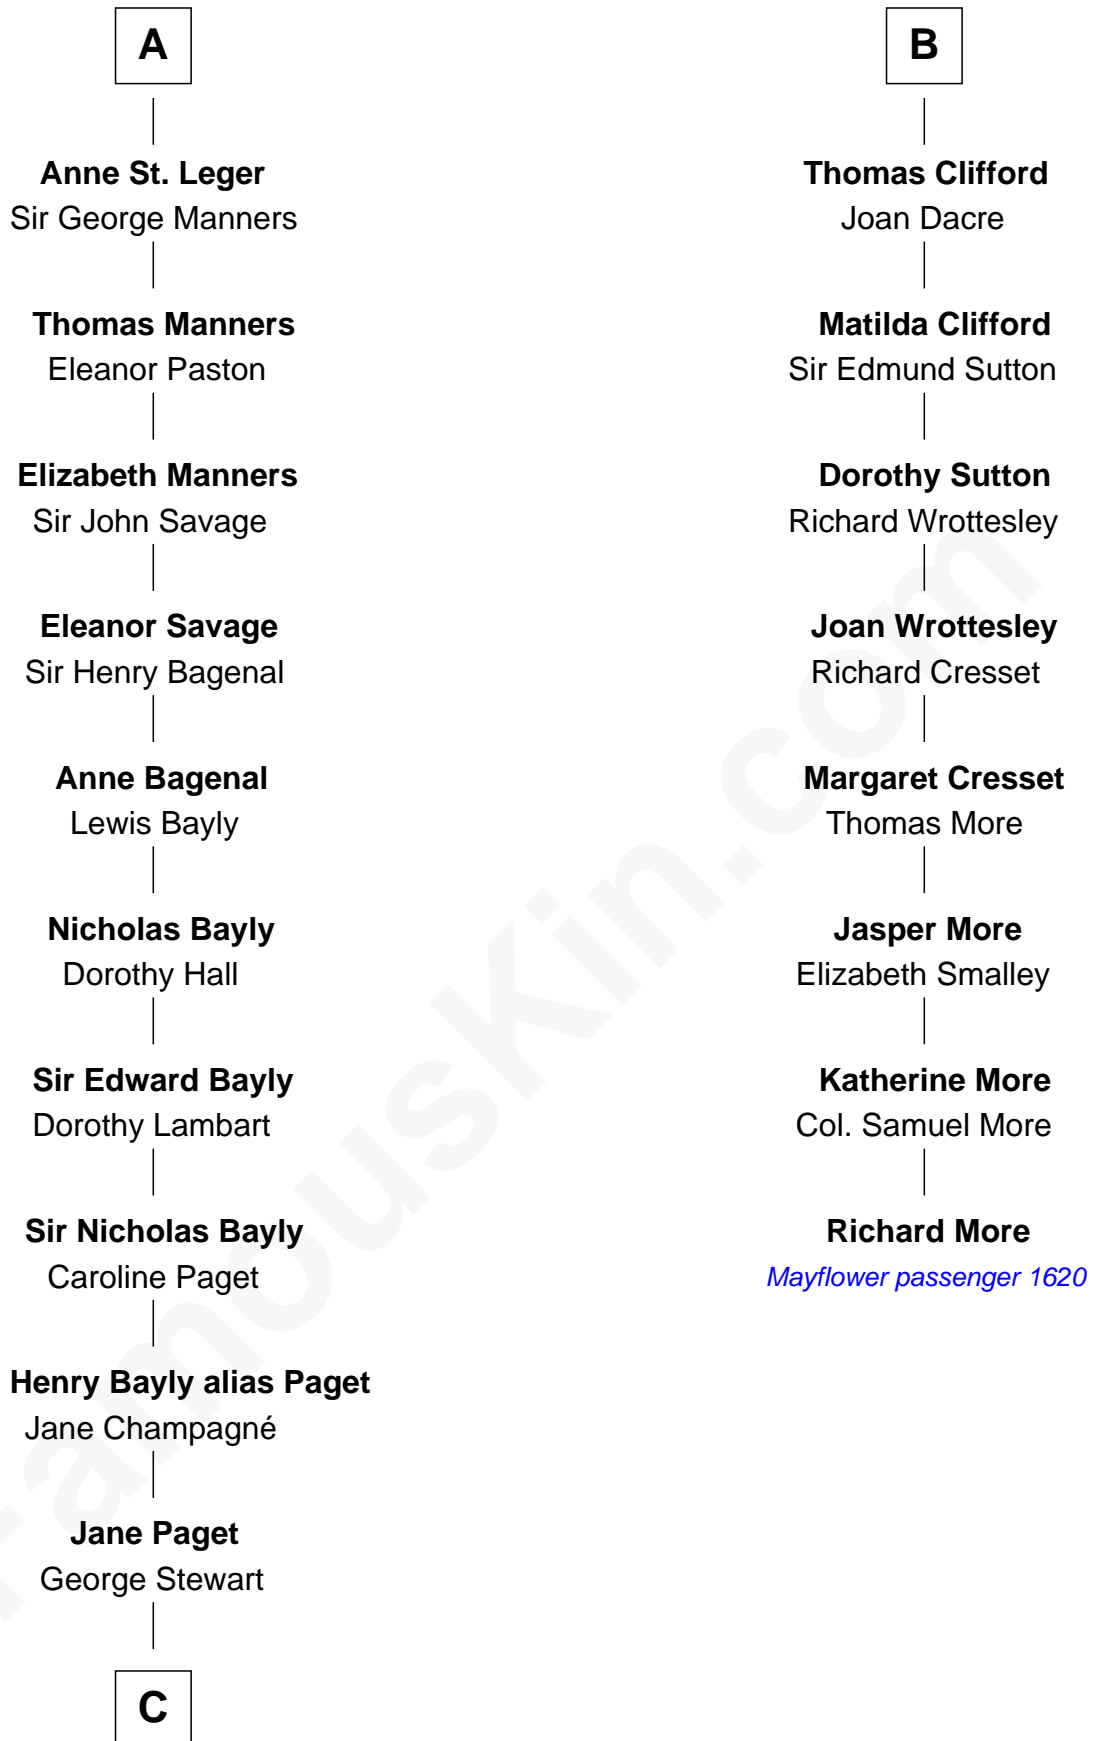 A
Anne St. Leger
Sir George Manners
Thomas Manners
Eleanor Paston
Elizabeth Manners
Sir John Savage
Eleanor Savage
Sir Henry Bagenal
Anne Bagenal
Lewis Bayly
Nicholas Bayly
Dorothy Hall
Sir Edward Bayly
Dorothy Lambart
Sir Nicholas Bayly
Caroline Paget
Henry Bayly alias Paget
Jane Champagné
Jane Paget
George Stewart
C
B
Thomas Clifford
Joan Dacre
Matilda Clifford
Sir Edmund Sutton
Dorothy Sutton
Richard Wrottesley
Joan Wrottesley
Richard Cresset
Margaret Cresset
Thomas More
Jasper More
Elizabeth Smalley
Katherine More
Col. Samuel More
Richard More
Mayflower passenger 1620
FamousKin.com